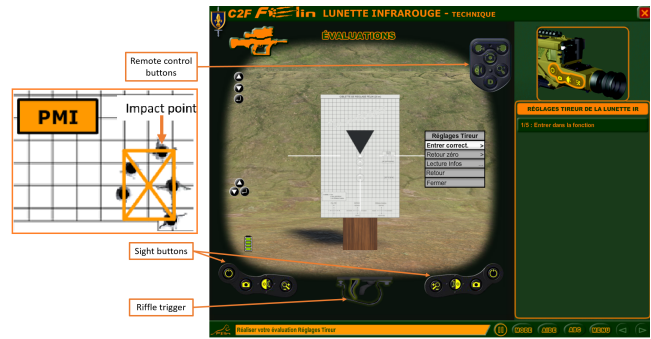 C2F FElin LUNETTE INFRAROUGE - TECHNIQUE
ÉVALUATIONS
Remote control
buttons
PMI
Impact point
Réglages Tireur
Entrer correct. >
Retour zéro >
Lecture Infos
Retour
Fermer
RÉGLAGES TIREUR DE LA LUNETTE IR
1/5 : Entrer dans la fonction
Sight buttons
Riffle trigger
Réaliser votre évaluation Réglages Tireur
MODE
AIDE
ABC
MENU